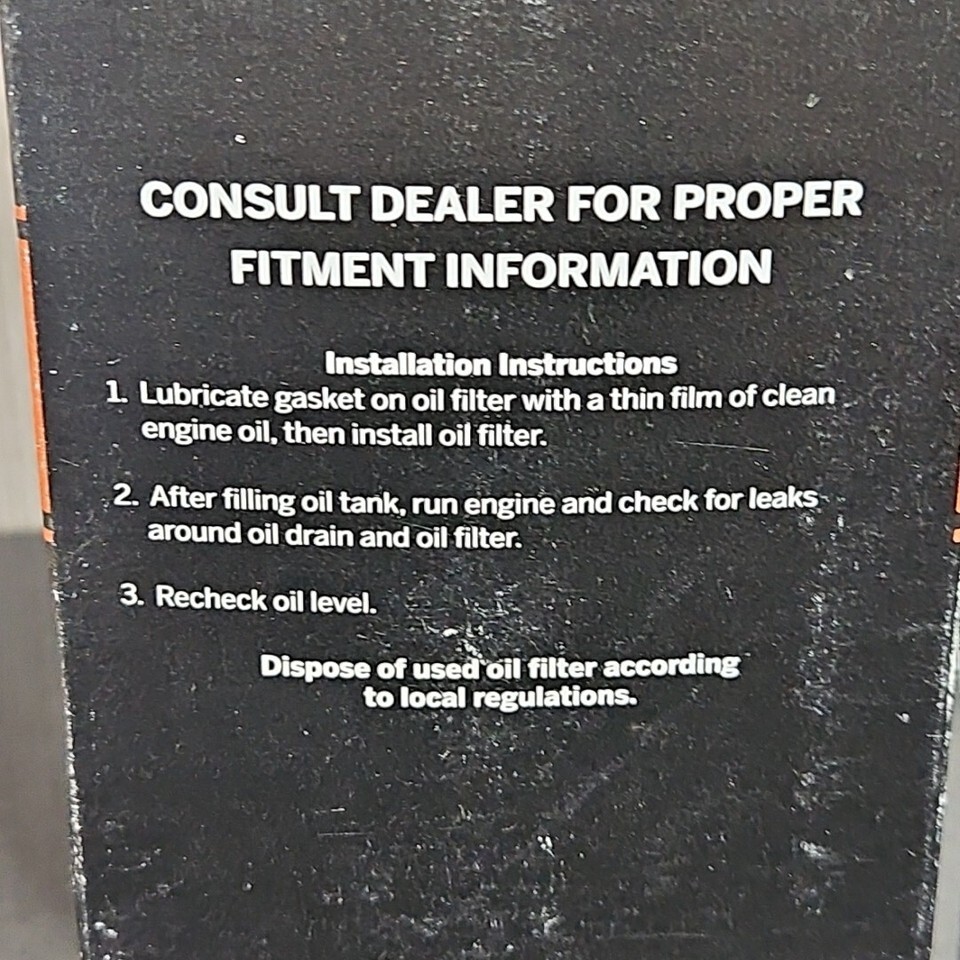 CONSULT DEALER FOR PROPER
FITMENT INFORMATION
Installation Instructions
1. Lubricate gasket on oil filter with a thin film of clean
engine oil, then install oil filter.
2. After filling oil tank, run engine and check for leaks
around oil drain and oil filter.
3. Recheck oil level.
Dispose of used oil filter according
to local regulations.